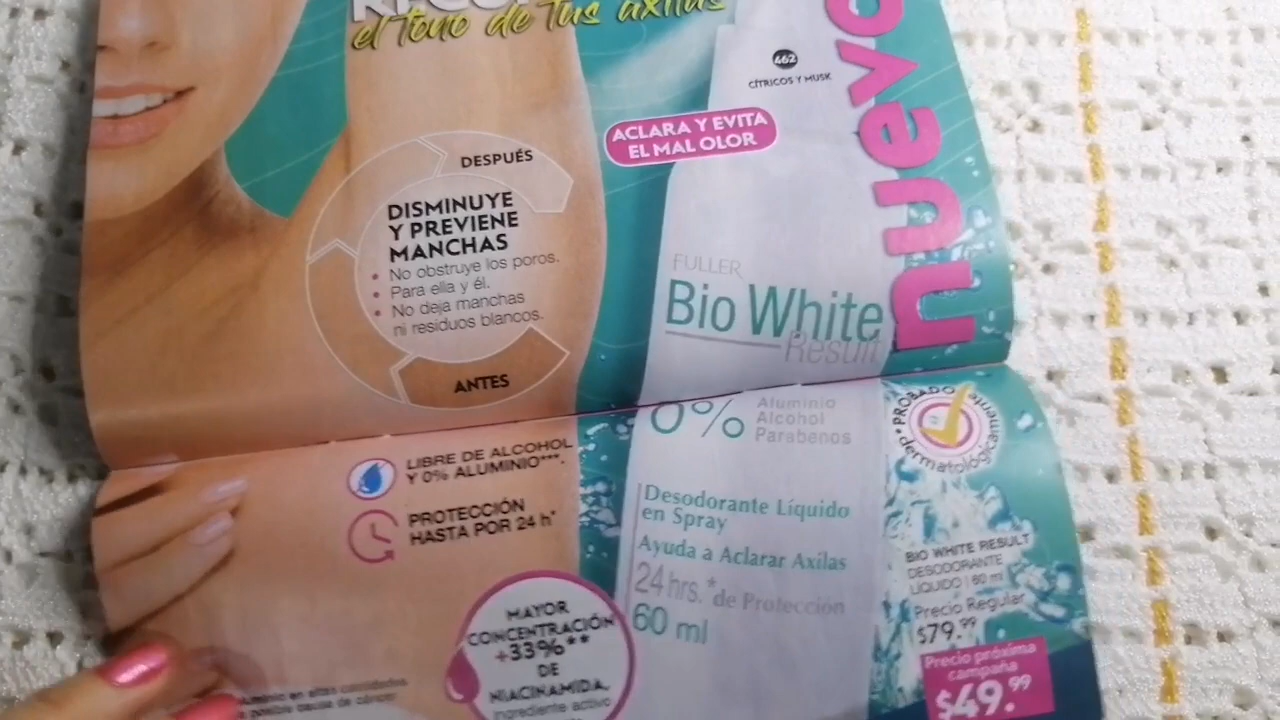 el tono de tus axilas
nuevo
462
CÍTRICOS Y MUSK
ACLARA Y EVITA
EL MAL OLOR
DESPUÉS
DISMINUYE
Y PREVIENE
MANCHAS
• No obstruye los poros.
• Para ella y él.
• No deja manchas
ni residuos blancos.
ANTES
FULLER
Bio White
Result
0% Aluminio
Alcohol
Parabenos
PROBADO
dermatológicamente
LIBRE DE ALCOHOL
Y 0% ALUMINIO***.
PROTECCIÓN
HASTA POR 24 h*
Desodorante Líquido
en Spray
Ayuda a Aclarar Axilas
24 hrs.* de Protección
60 ml
MAYOR
CONCENTRACIÓN
+33%**
DE
NIACINAMIDA,
ingrediente activo
BIO WHITE RESULT
DESODORANTE
LÍQUIDO | 60 ml
Precio Regular
$79.99
Precio próxima
campaña
$49.99